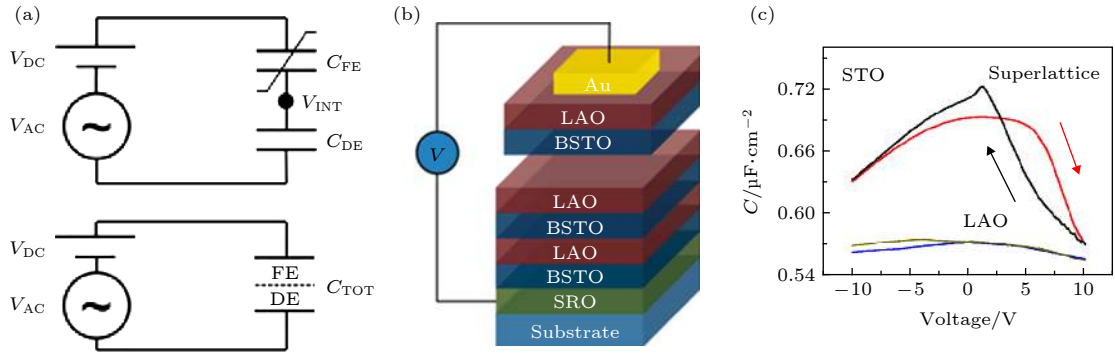 (a)
V_DC
V_AC
~
C_FE
V_INT
C_DE
V_DC
V_AC
~
FE
DE
C_TOT
(b)
V
Au
LAO
BSTO
LAO
BSTO
LAO
BSTO
SRO
Substrate
(c)
STO
Superlattice
LAO
C/μF·cm⁻²
0.72
0.66
0.60
0.54
−10 −5 0 5 10
Voltage/V